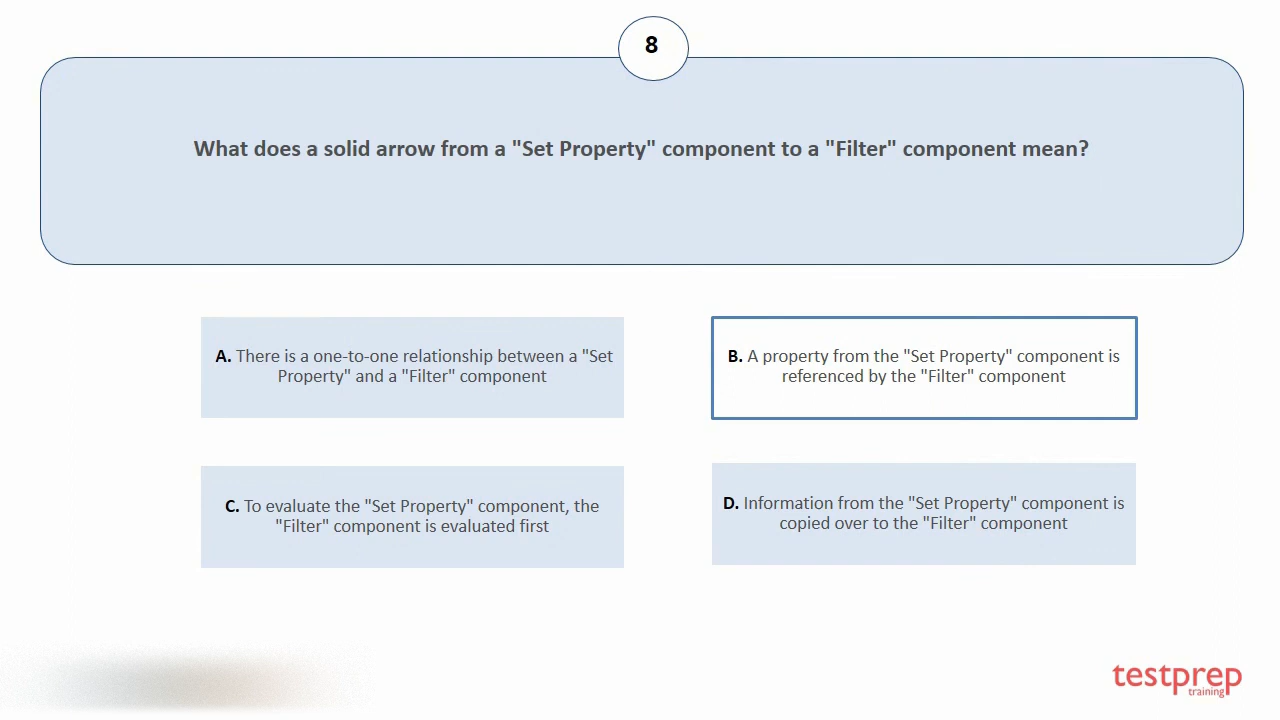 8
What does a solid arrow from a "Set Property" component to a "Filter" component mean?
A. There is a one-to-one relationship between a "Set
Property" and a "Filter" component
B. A property from the "Set Property" component is
referenced by the "Filter" component
C. To evaluate the "Set Property" component, the
"Filter" component is evaluated first
D. Information from the "Set Property" component is
copied over to the "Filter" component
testprep
training